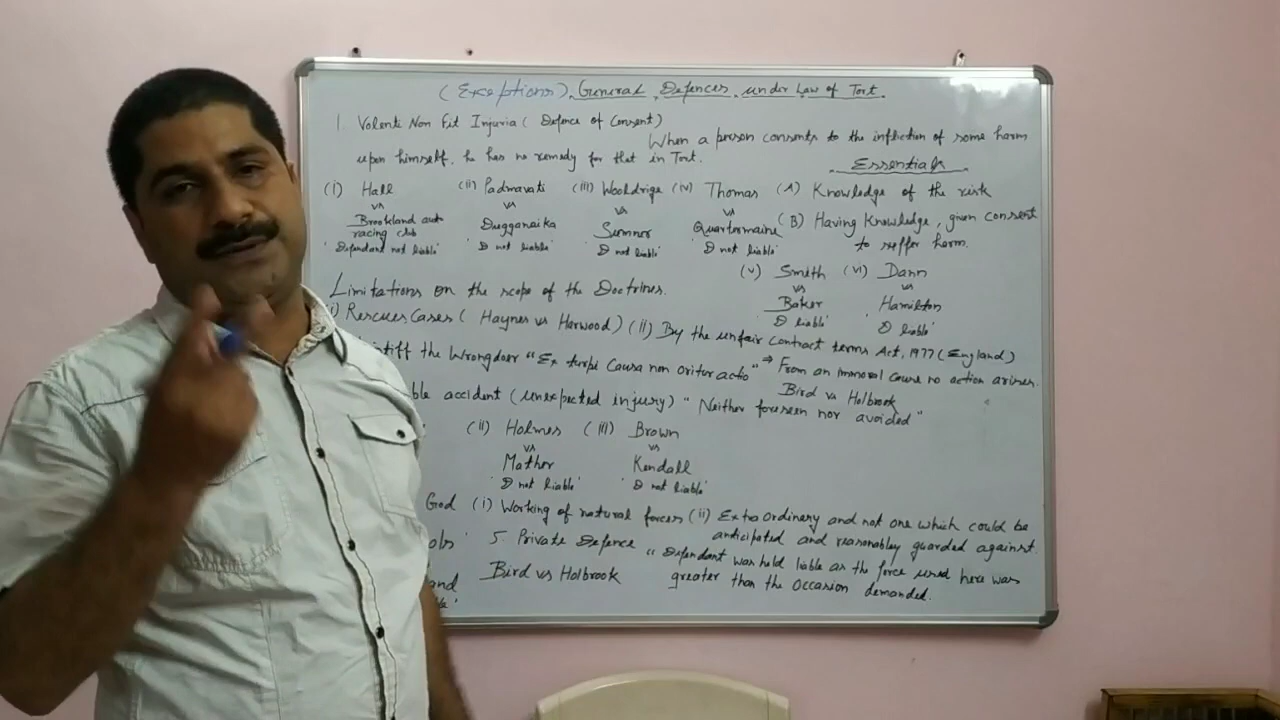 (Exceptions) General Defences under Law of Tort.
1. Volente Non Fit Injuria ( Defence of Consent)
When a person consents to the infliction of some harm
upon himself, he has no remedy for that in Tort.
Essentials
(i) Hall vs Brookland auto racing club 'Defendant not liable'
(ii) Padmavati vs Dugganaika 'D not liable'
(iii) Wooldrige vs Sumner 'D not liable'
(iv) Thomas vs Quartermaine 'D not liable'
(A) Knowledge of the risk
(B) Having Knowledge, given consent
to suffer harm.
(v) Smith vs Baker 'D liable'
(vi) Dann vs Hamilton 'D liable'
Limitations on the scope of the Doctrines.
i) Rescues Cases ( Haynes vs Harwood) (ii) By the unfair contract terms Act, 1977 (England)
intiff the Wrongdoer "Ex turpi Causa non oritur actio" ⇒ From an immoral cause no action arises.
Bird vs Holbrook
ble accident (unexpected injury) "Neither foreseen nor avoided"
(ii) Holmes vs Mather 'D not liable'
(iii) Brown vs Kendall 'D not liable'
God (i) Working of natural forces (ii) Extra ordinary and not one which could be
anticipated and reasonably guarded against.
ols' 5. Private Defence "Defendant was held liable as the force used here was
and Bird vs Holbrook greater than the occasion demanded.
le'